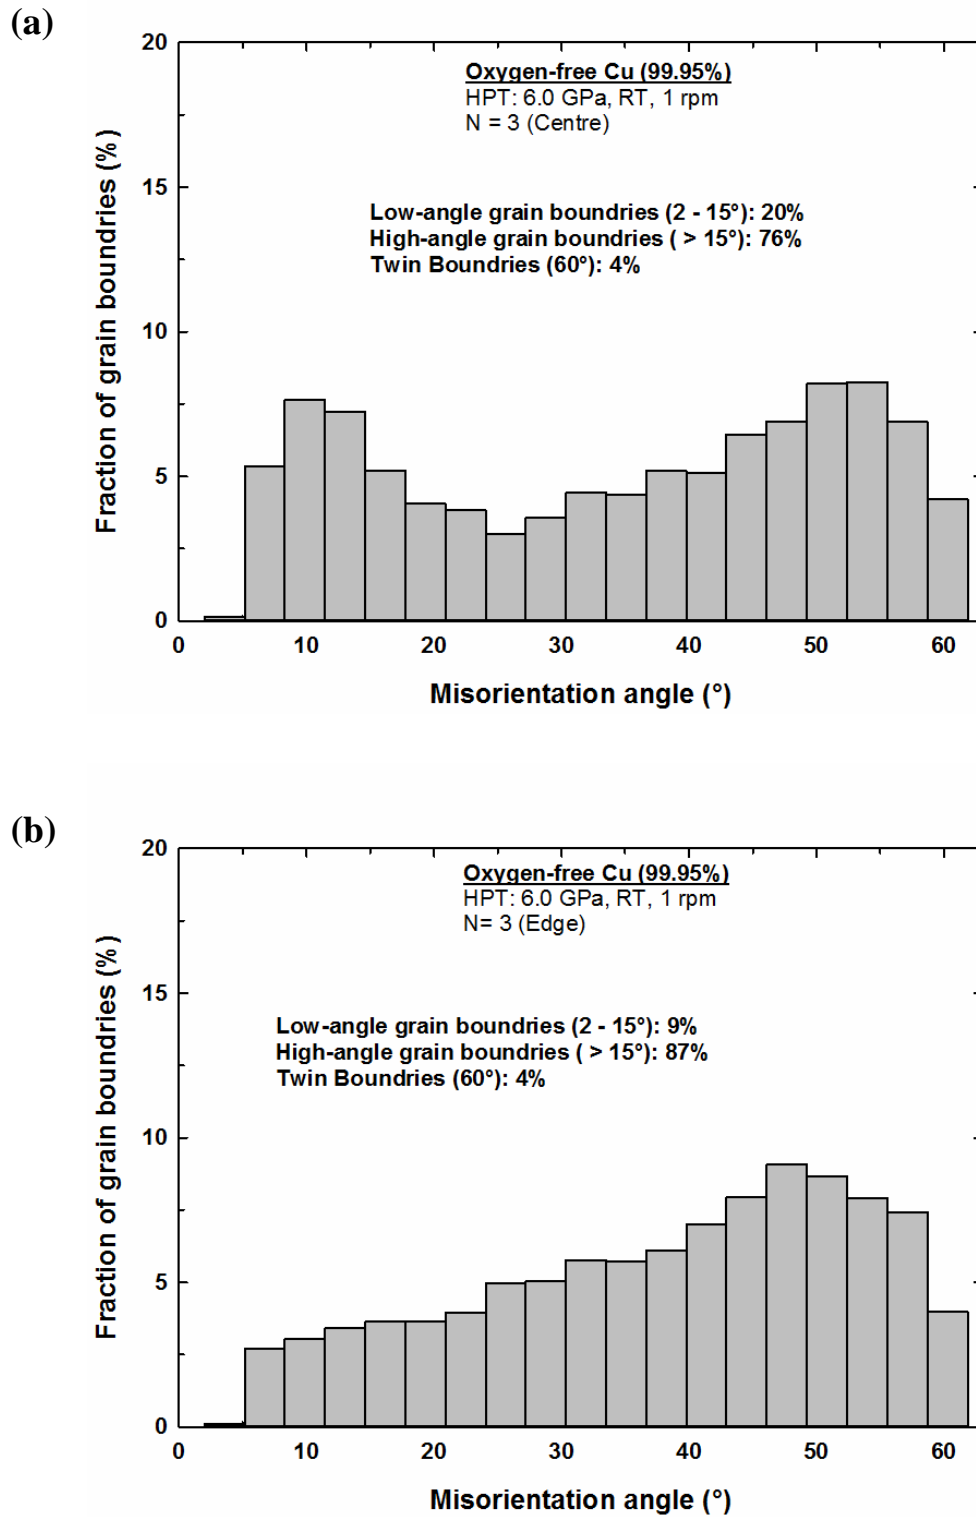 (a)
20
15
10
5
0
Fraction of grain boundries (%)
Oxygen-free Cu (99.95%)
HPT: 6.0 GPa, RT, 1 rpm
N = 3 (Centre)
Low-angle grain boundries (2 - 15°): 20%
High-angle grain boundries ( > 15°): 76%
Twin Boundries (60°): 4%
0 10 20 30 40 50 60
Misorientation angle (°)
(b)
20
15
10
5
0
Fraction of grain boundries (%)
Oxygen-free Cu (99.95%)
HPT: 6.0 GPa, RT, 1 rpm
N= 3 (Edge)
Low-angle grain boundries (2 - 15°): 9%
High-angle grain boundries ( > 15°): 87%
Twin Boundries (60°): 4%
0 10 20 30 40 50 60
Misorientation angle (°)